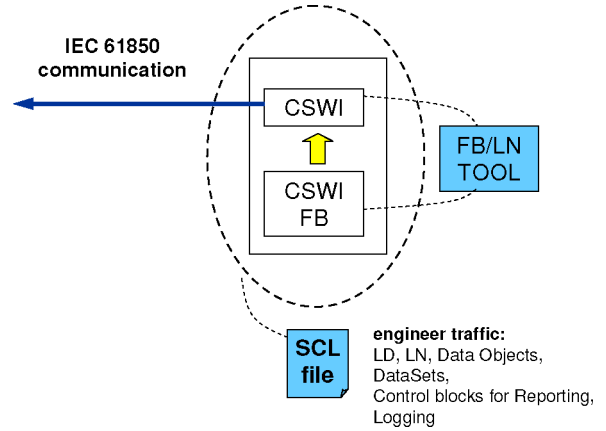 IEC 61850
communication
CSWI
CSWI
FB
FB/LN
TOOL
SCL
file
engineer traffic:
LD, LN, Data Objects,
DataSets,
Control blocks for Reporting,
Logging